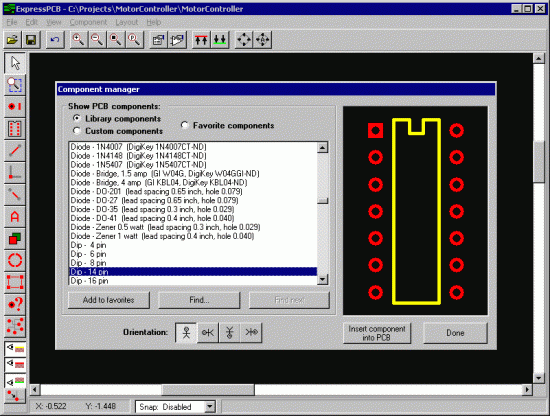 ExpressPCB - C:\Projects\MotorController\MotorController
File Edit View Component Layout Help
Component manager
Show PCB components:
Library components
Custom components
Favorite components
Diode - 1N4007 (DigiKey 1N4007CT-ND)
Diode - 1N4148 (DigiKey 1N4148CT-ND)
Diode - 1N5407 (DigiKey 1N5407CT-ND)
Diode - Bridge, 1.5 amp (GI W04G, DigiKey W04GGI-ND)
Diode - Bridge, 4 amp (GI KBL04, DigiKey KBL04-ND)
Diode - DO-201 (lead spacing 0.65 inch, hole 0.079)
Diode - DO-27 (lead spacing 0.65 inch, hole 0.079)
Diode - DO-35 (lead spacing 0.3 inch, hole 0.029)
Diode - DO-41 (lead spacing 0.4 inch, hole 0.040)
Diode - Zener 0.5 watt (lead spacing 0.3 inch, hole 0.029)
Diode - Zener 1 watt (lead spacing 0.4 inch, hole 0.040)
Dip - 4 pin
Dip - 6 pin
Dip - 8 pin
Dip - 14 pin
Dip - 16 pin
Add to favorites
Find...
Find next
Orientation:
Insert component
into PCB
Done
X: -0.522 Y: -1.448 Snap: Disabled